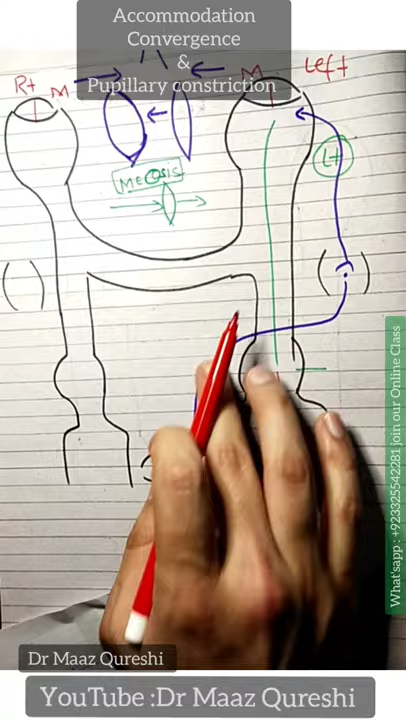 Accommodation
Convergence
&
Pupillary constriction
Rt
M
M
Left
MEOSIS
Lt
What'sapp : +923325542281 join our Online Class
Dr Maaz Qureshi
YouTube :Dr Maaz Qureshi